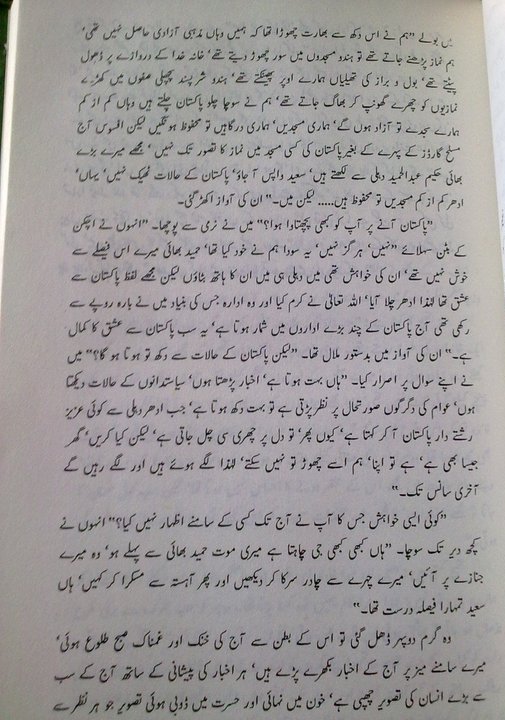 میں بولے ”ہم نے اس دکھ سے بھارت چھوڑا تھا کہ ہمیں وہاں مذہبی آزادی حاصل نہیں تھی‘
ہم نماز پڑھنے جاتے تھے تو ہندو مسجدوں میں سور چھوڑ دیتے تھے‘ خانہ خدا کے دروازے پر ڈھول
پیٹتے تھے‘ بول و براز کی تھیلیاں ہمارے اوپر پھینکتے تھے‘ ہندو شرپسند پچھلی صفوں میں کھڑے
نمازیوں کو چھرے گھونپ کر بھاگ جاتے تھے‘ ہم نے سوچا چلو پاکستان چلتے ہیں وہاں کم از کم
ہمارے سجدے تو آزاد ہوں گے‘ ہماری مسجدیں‘ ہماری درگاہیں تو محفوظ ہونگیں لیکن افسوس آج
مسلح گارڈز کے پہرے کے بغیر پاکستان کی کسی مسجد میں نماز کا تصور تک نہیں‘ مجھے میرے بڑے
بھائی حکیم عبدالحمید دہلی سے لکھتے ہیں‘ سعید واپس آ جاؤ‘ پاکستان کے حالات ٹھیک نہیں‘ یہاں‘
ادھر کم از کم مسجدیں تو محفوظ ہیں..... لیکن میں۔“ ان کی آواز اکھڑ گئی۔
”پاکستان آنے پر آپ کو کبھی پچھتاوا ہوا؟“ میں نے نرمی سے پوچھا۔ ”انہوں نے اچکن
کے بٹن سہلائے ”نہیں‘ ہرگز نہیں‘ یہ سودا ہم نے خود کیا تھا‘ حمید بھائی میرے اس فیصلے سے
خوش نہیں تھے‘ ان کی خواہش تھی میں دہلی ہی میں ان کا ہاتھ بٹاؤں لیکن مجھے لفظ پاکستان سے
عشق تھا لہٰذا ادھر چلا آیا‘ اللہ تعالیٰ نے کرم کیا اور وہ ادارہ جس کی بنیاد میں نے بارہ روپے سے
رکھی تھی آج پاکستان کے چند بڑے اداروں میں شمار ہوتا ہے‘ یہ سب پاکستان سے عشق کا کمال
ہے۔“ ان کی آواز میں بدستور ملال تھا۔ ”لیکن پاکستان کے حالات سے دکھ تو ہوتا ہو گا؟“ میں
نے اپنے سوال پر اصرار کیا۔ ”ہاں بہت ہوتا ہے‘ اخبار پڑھتا ہوں‘ سیاستدانوں کے حالات دیکھتا
ہوں‘ عوام کی دگرگوں صورتحال پر نظر پڑتی ہے تو بہت دکھ ہوتا ہے‘ جب ادھر دہلی سے کوئی عزیز
رشتے دار پاکستان آ کر کہتا ہے‘ کیوں پھر‘ تو دل پر چھری سی چل جاتی ہے‘ لیکن کیا کریں‘ گھر
جیسا بھی ہے‘ ہے تو اپنا‘ ہم اسے چھوڑ تو نہیں سکتے‘ لہٰذا لگے ہوئے ہیں اور لگے رہیں گے
آخری سانس تک۔“
”کوئی ایسی خواہش جس کا آپ نے آج تک کسی کے سامنے اظہار نہیں کیا؟“ انہوں نے
کچھ دیر تک سوچا۔ ”ہاں کبھی کبھی جی چاہتا ہے میری موت حمید بھائی سے پہلے ہو‘ وہ میرے
جنازے پر آئیں‘ میرے چہرے سے چادر سرکا کر دیکھیں اور پھر آہستہ سے مسکرا کر کہیں‘ ہاں
سعید تمہارا فیصلہ درست تھا۔“
وہ گرم دوپہر ڈھل گئی تو اس کے بطن سے آج کی خنک اور غمناک صبح طلوع ہوئی‘
میرے سامنے میز پر آج کے اخبار بکھرے پڑے ہیں‘ ہر اخبار کی پیشانی کے ساتھ آج کے سب
سے بڑے انسان کی تصویر چھپی ہے‘ خون میں نہائی اور حسرت میں ڈوبی ہوئی تصویر جو ہر نظر سے